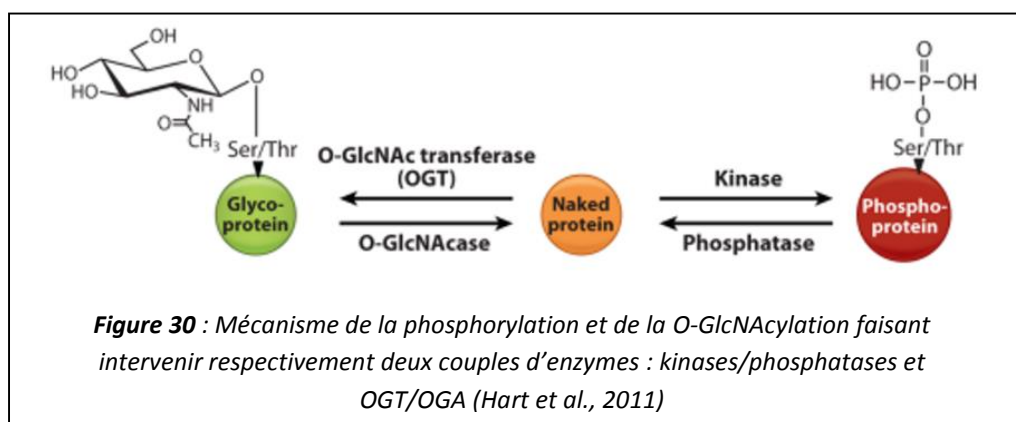 OH
O
HO
HO
O
NH
O
CH3
Ser/Thr
O
HO-P-OH
O
Ser/Thr
O-GlcNAc transferase
(OGT)
Kinase
Glyco-
protein
Naked
protein
Phospho-
protein
O-GlcNAcase
Phosphatase
Figure 30 : Mécanisme de la phosphorylation et de la O-GlcNAcylation faisant
intervenir respectivement deux couples d'enzymes : kinases/phosphatases et
OGT/OGA (Hart et al., 2011)